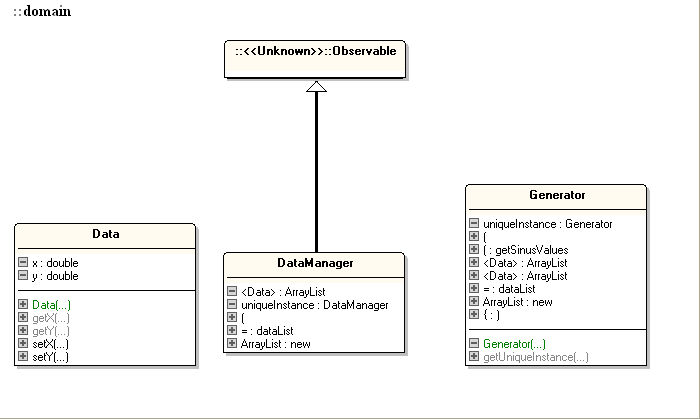 ::domain
::<<Unknown>>::Observable
Data
x : double
y : double
Data(...)
getX(...)
getY(...)
setX(...)
setY(...)
DataManager
<Data> : ArrayList
uniqueInstance : DataManager
(
= : dataList
ArrayList : new
Generator
uniqueInstance : Generator
(
( : getSinusValues
<Data> : ArrayList
<Data> : ArrayList
= : dataList
ArrayList : new
{ : )
Generator(...)
getUniqueInstance(...)